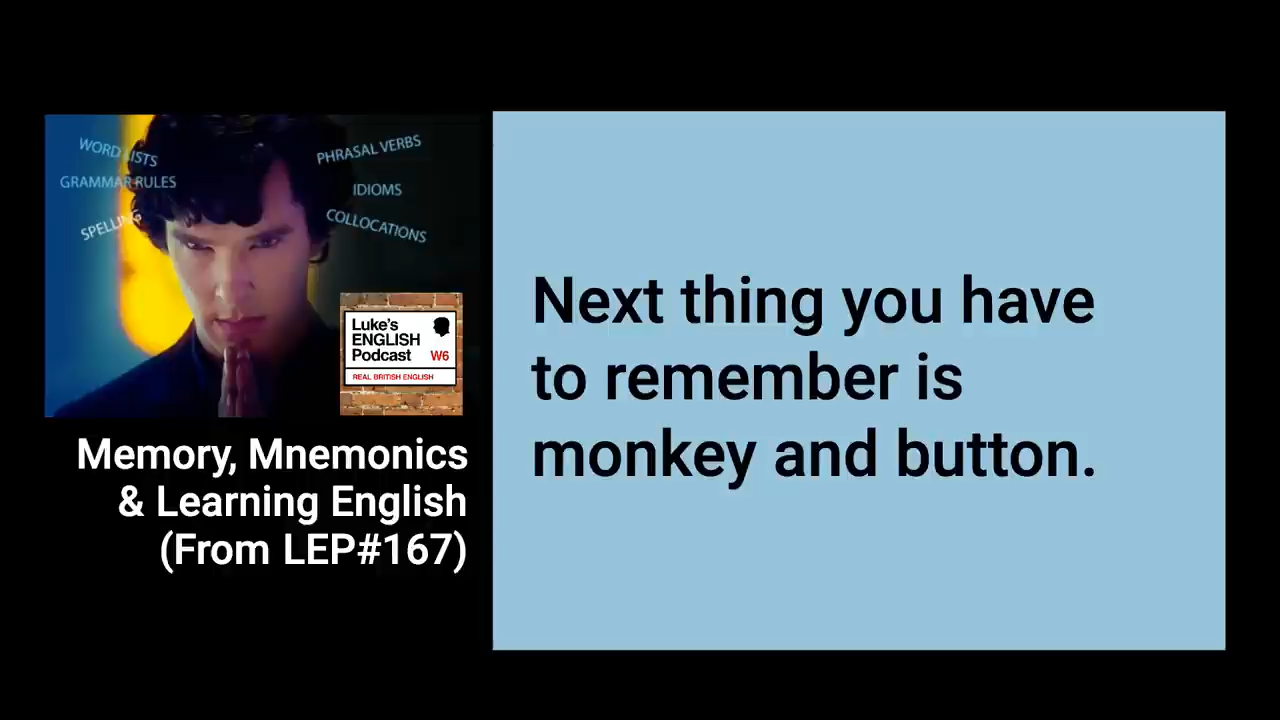 WORD LISTS
GRAMMAR RULES
SPELLING
PHRASAL VERBS
IDIOMS
COLLOCATIONS
Luke's
ENGLISH
Podcast W6
REAL BRITISH ENGLISH
Memory, Mnemonics
& Learning English
(From LEP#167)
Next thing you have
to remember is
monkey and button.